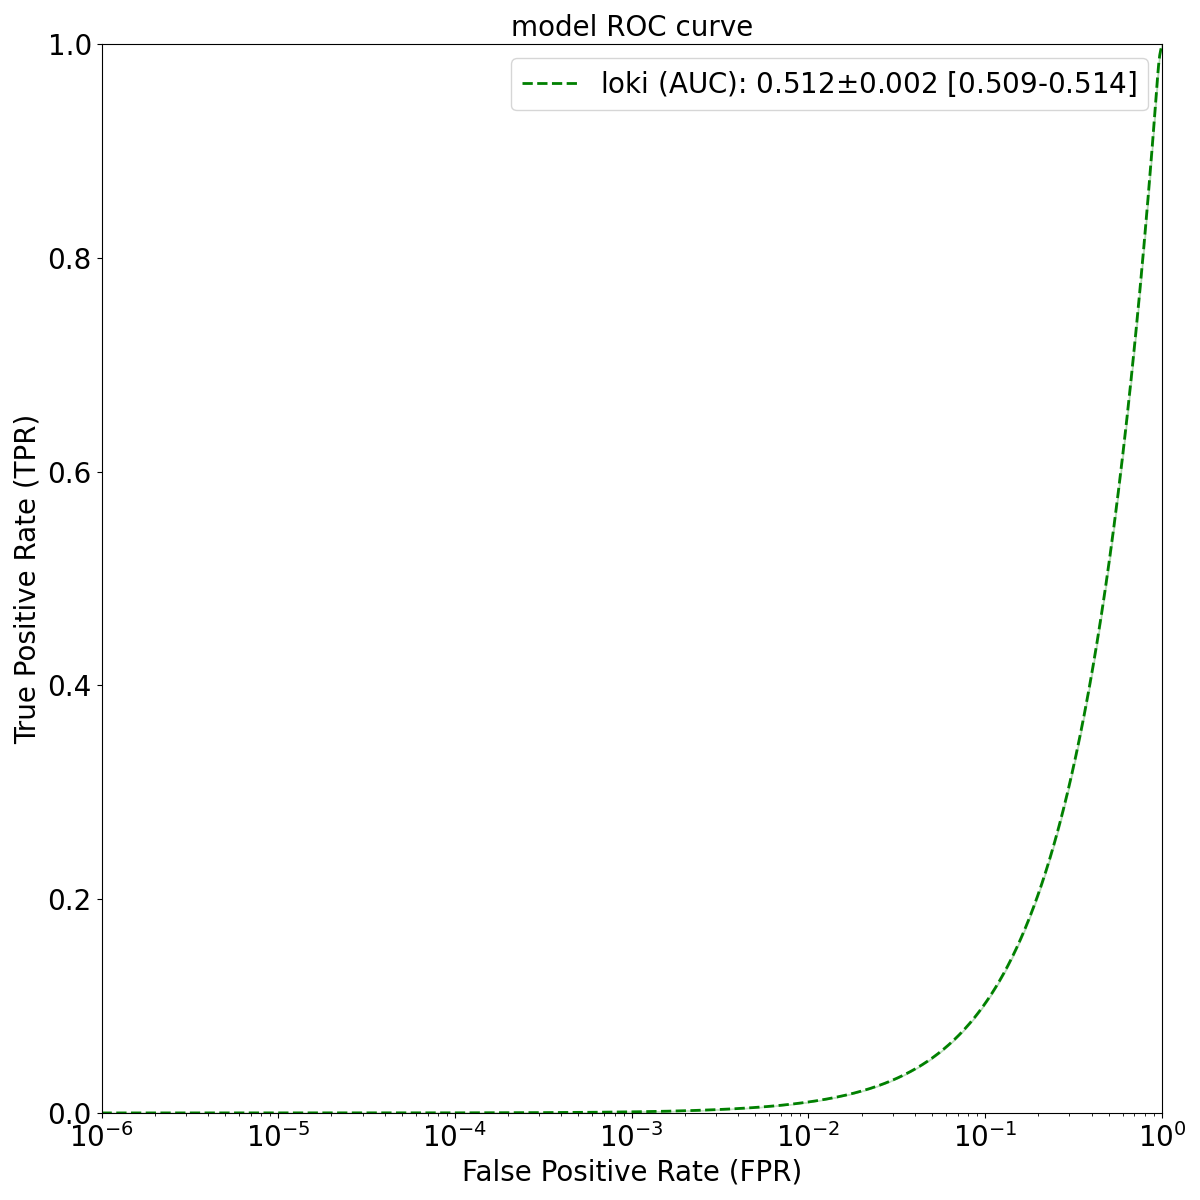 model ROC curve
loki (AUC): 0.512±0.002 [0.509-0.514]
True Positive Rate (TPR)
1.0
0.8
0.6
0.4
0.2
0.0
10⁻⁶ 10⁻⁵ 10⁻⁴ 10⁻³ 10⁻² 10⁻¹ 10⁰
False Positive Rate (FPR)